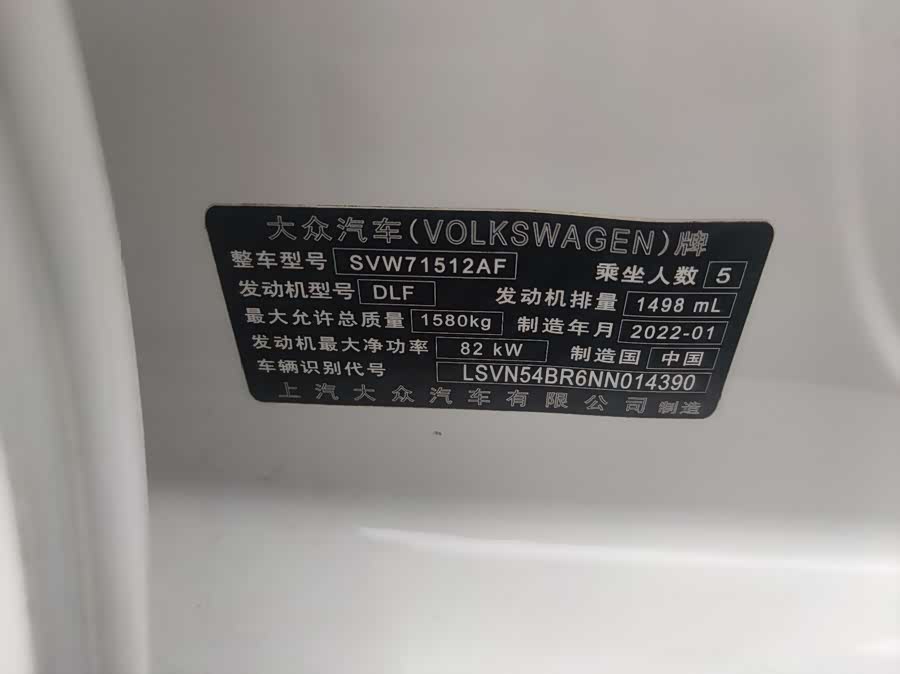 大众汽车(VOLKSWAGEN)牌
整车型号 SVW71512AF 乘坐人数 5
发动机型号 DLF 发动机排量 1498 mL
最大允许总质量 1580kg 制造年月 2022-01
发动机最大净功率 82 kW 制造国 中国
车辆识别代号 LSVN54BR6NN014390
上汽大众汽车有限公司 制造